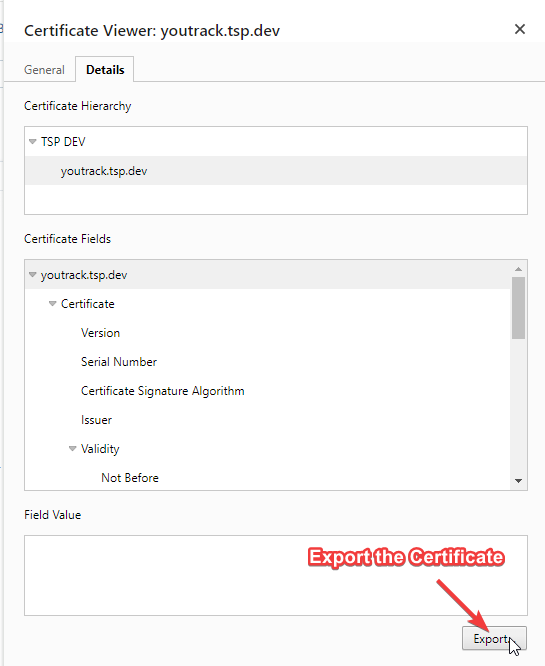 Certificate Viewer: youtrack.tsp.dev
General Details
Certificate Hierarchy
TSP DEV
youtrack.tsp.dev
Certificate Fields
youtrack.tsp.dev
Certificate
Version
Serial Number
Certificate Signature Algorithm
Issuer
Validity
Not Before
Field Value
Export the Certificate
Export...